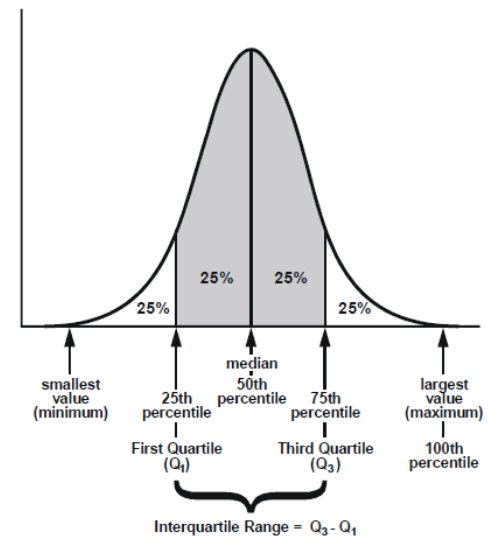 25%
25%
25%
25%
smallest
value
(minimum)
25th
percentile
First Quartile
(Q1)
median
50th
percentile
75th
percentile
Third Quartile
(Q3)
largest
value
(maximum)
100th
percentile
Interquartile Range = Q3 - Q1